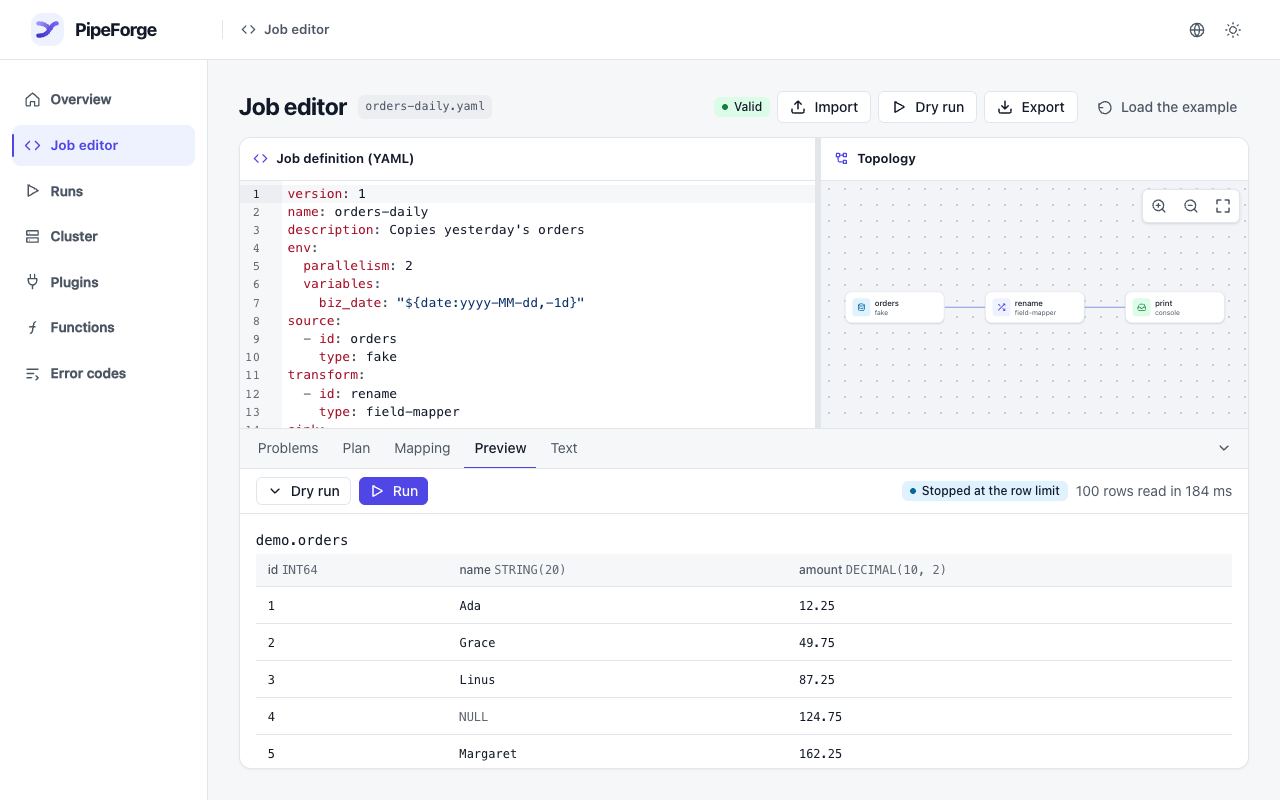 PipeForge
Job editor
Overview
Job editor
Runs
Cluster
Plugins
Functions
Error codes
Job editor
orders-daily.yaml
Valid
Import
Dry run
Export
Load the example
Job definition (YAML)
1 version: 1
2 name: orders-daily
3 description: Copies yesterday's orders
4 env:
5 parallelism: 2
6 variables:
7 biz_date: "${date:yyyy-MM-dd,-1d}"
8 source:
9 - id: orders
10 type: fake
11 transform:
12 - id: rename
13 type: field-mapper
Topology
orders
fake
rename
field-mapper
print
console
Problems
Plan
Mapping
Preview
Text
Dry run
Run
Stopped at the row limit
100 rows read in 184 ms
demo.orders
id INT64 name STRING(20) amount DECIMAL(10, 2)
1 Ada 12.25
2 Grace 49.75
3 Linus 87.25
4 NULL 124.75
5 Margaret 162.25